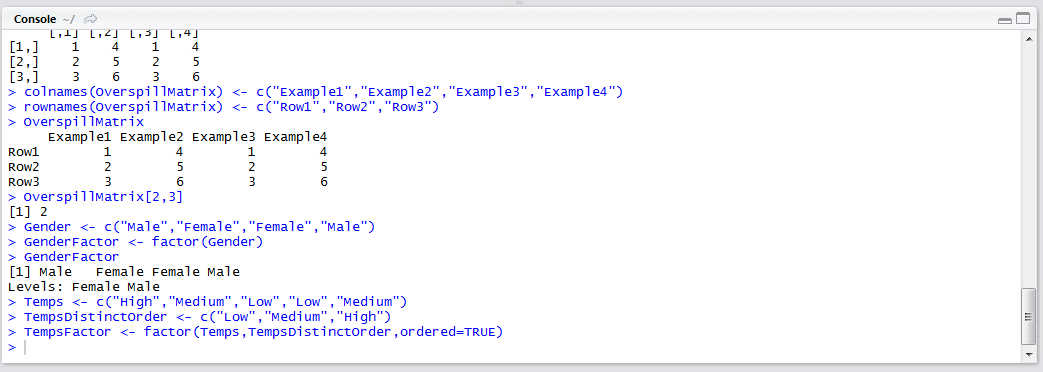 Console ~/
[,1] [,2] [,3] [,4]
[1,] 1 4 1 4
[2,] 2 5 2 5
[3,] 3 6 3 6
> colnames(OverspillMatrix) <- c("Example1","Example2","Example3","Example4")
> rownames(OverspillMatrix) <- c("Row1","Row2","Row3")
> OverspillMatrix
Example1 Example2 Example3 Example4
Row1 1 4 1 4
Row2 2 5 2 5
Row3 3 6 3 6
> OverspillMatrix[2,3]
[1] 2
> Gender <- c("Male","Female","Female","Male")
> GenderFactor <- factor(Gender)
> GenderFactor
[1] Male   Female Female Male
Levels: Female Male
> Temps <- c("High","Medium","Low","Low","Medium")
> TempsDistinctOrder <- c("Low","Medium","High")
> TempsFactor <- factor(Temps,TempsDistinctOrder,ordered=TRUE)
>